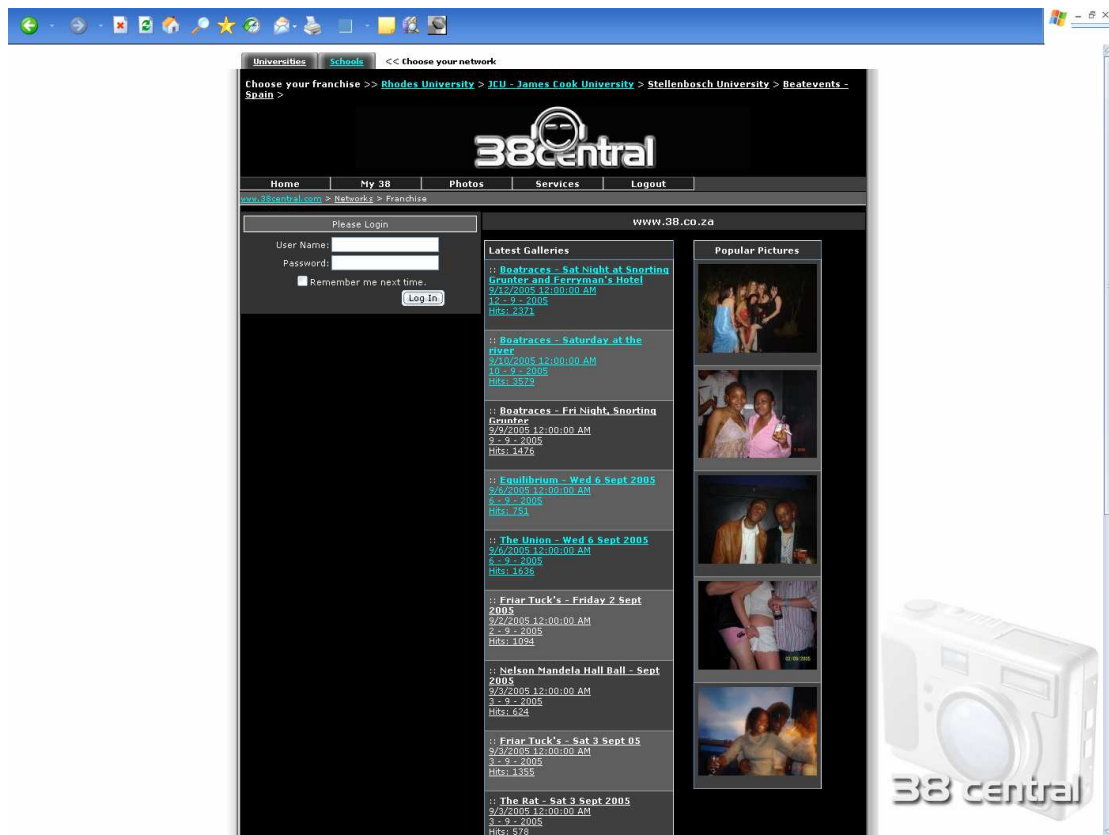 Universities Schools << Choose your network
Choose your franchise >> Rhodes University > JCU - James Cook University > Stellenbosch University > Beatevents -
Spain >
38central
Home My 38 Photos Services Logout
www.38central.com > Networks > Franchise
Please Login
User Name:
Password:
Remember me next time.
Log In
www.38.co.za
Latest Galleries
:: Boatraces - Sat Night at Snorting
Grunter and Ferryman's Hotel
9/12/2005 12:00:00 AM
12 - 9 - 2005
Hits: 2371
:: Boatraces - Saturday at the
river
9/10/2005 12:00:00 AM
10 - 9 - 2005
Hits: 3579
:: Boatraces - Fri Night, Snorting
Grunter
9/9/2005 12:00:00 AM
9 - 9 - 2005
Hits: 1476
:: Equilibrium - Wed 6 Sept 2005
9/6/2005 12:00:00 AM
6 - 9 - 2005
Hits: 751
:: The Union - Wed 6 Sept 2005
9/6/2005 12:00:00 AM
6 - 9 - 2005
Hits: 1636
:: Friar Tuck's - Friday 2 Sept
2005
9/2/2005 12:00:00 AM
2 - 9 - 2005
Hits: 1094
:: Nelson Mandela Hall Ball - Sept
2005
9/3/2005 12:00:00 AM
3 - 9 - 2005
Hits: 624
:: Friar Tuck's - Sat 3 Sept 05
9/3/2005 12:00:00 AM
3 - 9 - 2005
Hits: 1355
:: The Rat - Sat 3 Sept 2005
9/3/2005 12:00:00 AM
3 - 9 - 2005
Hits: 578
Popular Pictures
02/09/2005
38 central